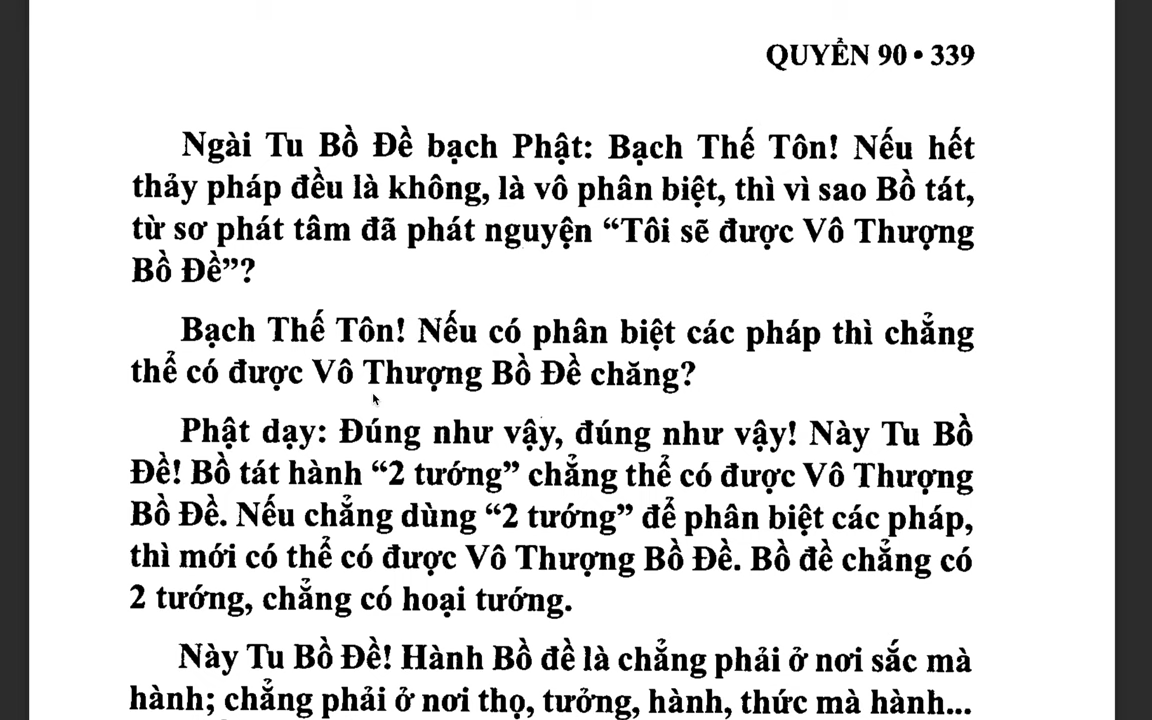 QUYỂN 90 • 339
Ngài Tu Bồ Đề bạch Phật: Bạch Thế Tôn! Nếu hết
thảy pháp đều là không, là vô phân biệt, thì vì sao Bồ tát,
từ sơ phát tâm đã phát nguyện “Tôi sẽ được Vô Thượng
Bồ Đề”?
Bạch Thế Tôn! Nếu có phân biệt các pháp thì chẳng
thể có được Vô Thượng Bồ Đề chăng?
Phật dạy: Đúng như vậy, đúng như vậy! Này Tu Bồ
Đề! Bồ tát hành “2 tướng” chẳng thể có được Vô Thượng
Bồ Đề. Nếu chẳng dùng “2 tướng” để phân biệt các pháp,
thì mới có thể có được Vô Thượng Bồ Đề. Bồ đề chẳng có
2 tướng, chẳng có hoại tướng.
Này Tu Bồ Đề! Hành Bồ đề là chẳng phải ở nơi sắc mà
hành; chẳng phải ở nơi thọ, tưởng, hành, thức mà hành...